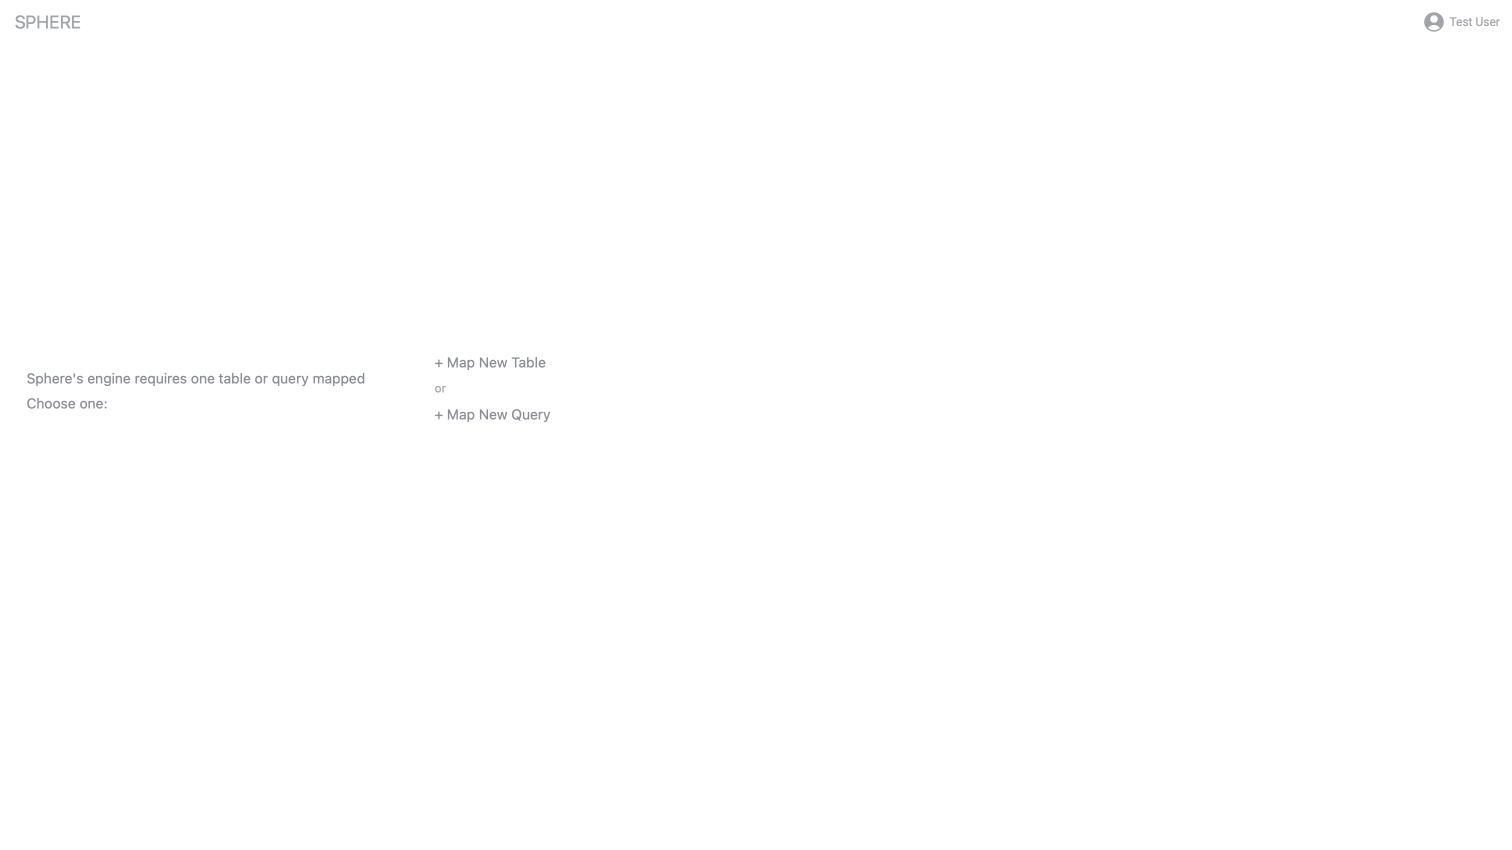 SPHERE
Test User
Sphere's engine requires one table or query mapped
Choose one:
+ Map New Table
or
+ Map New Query